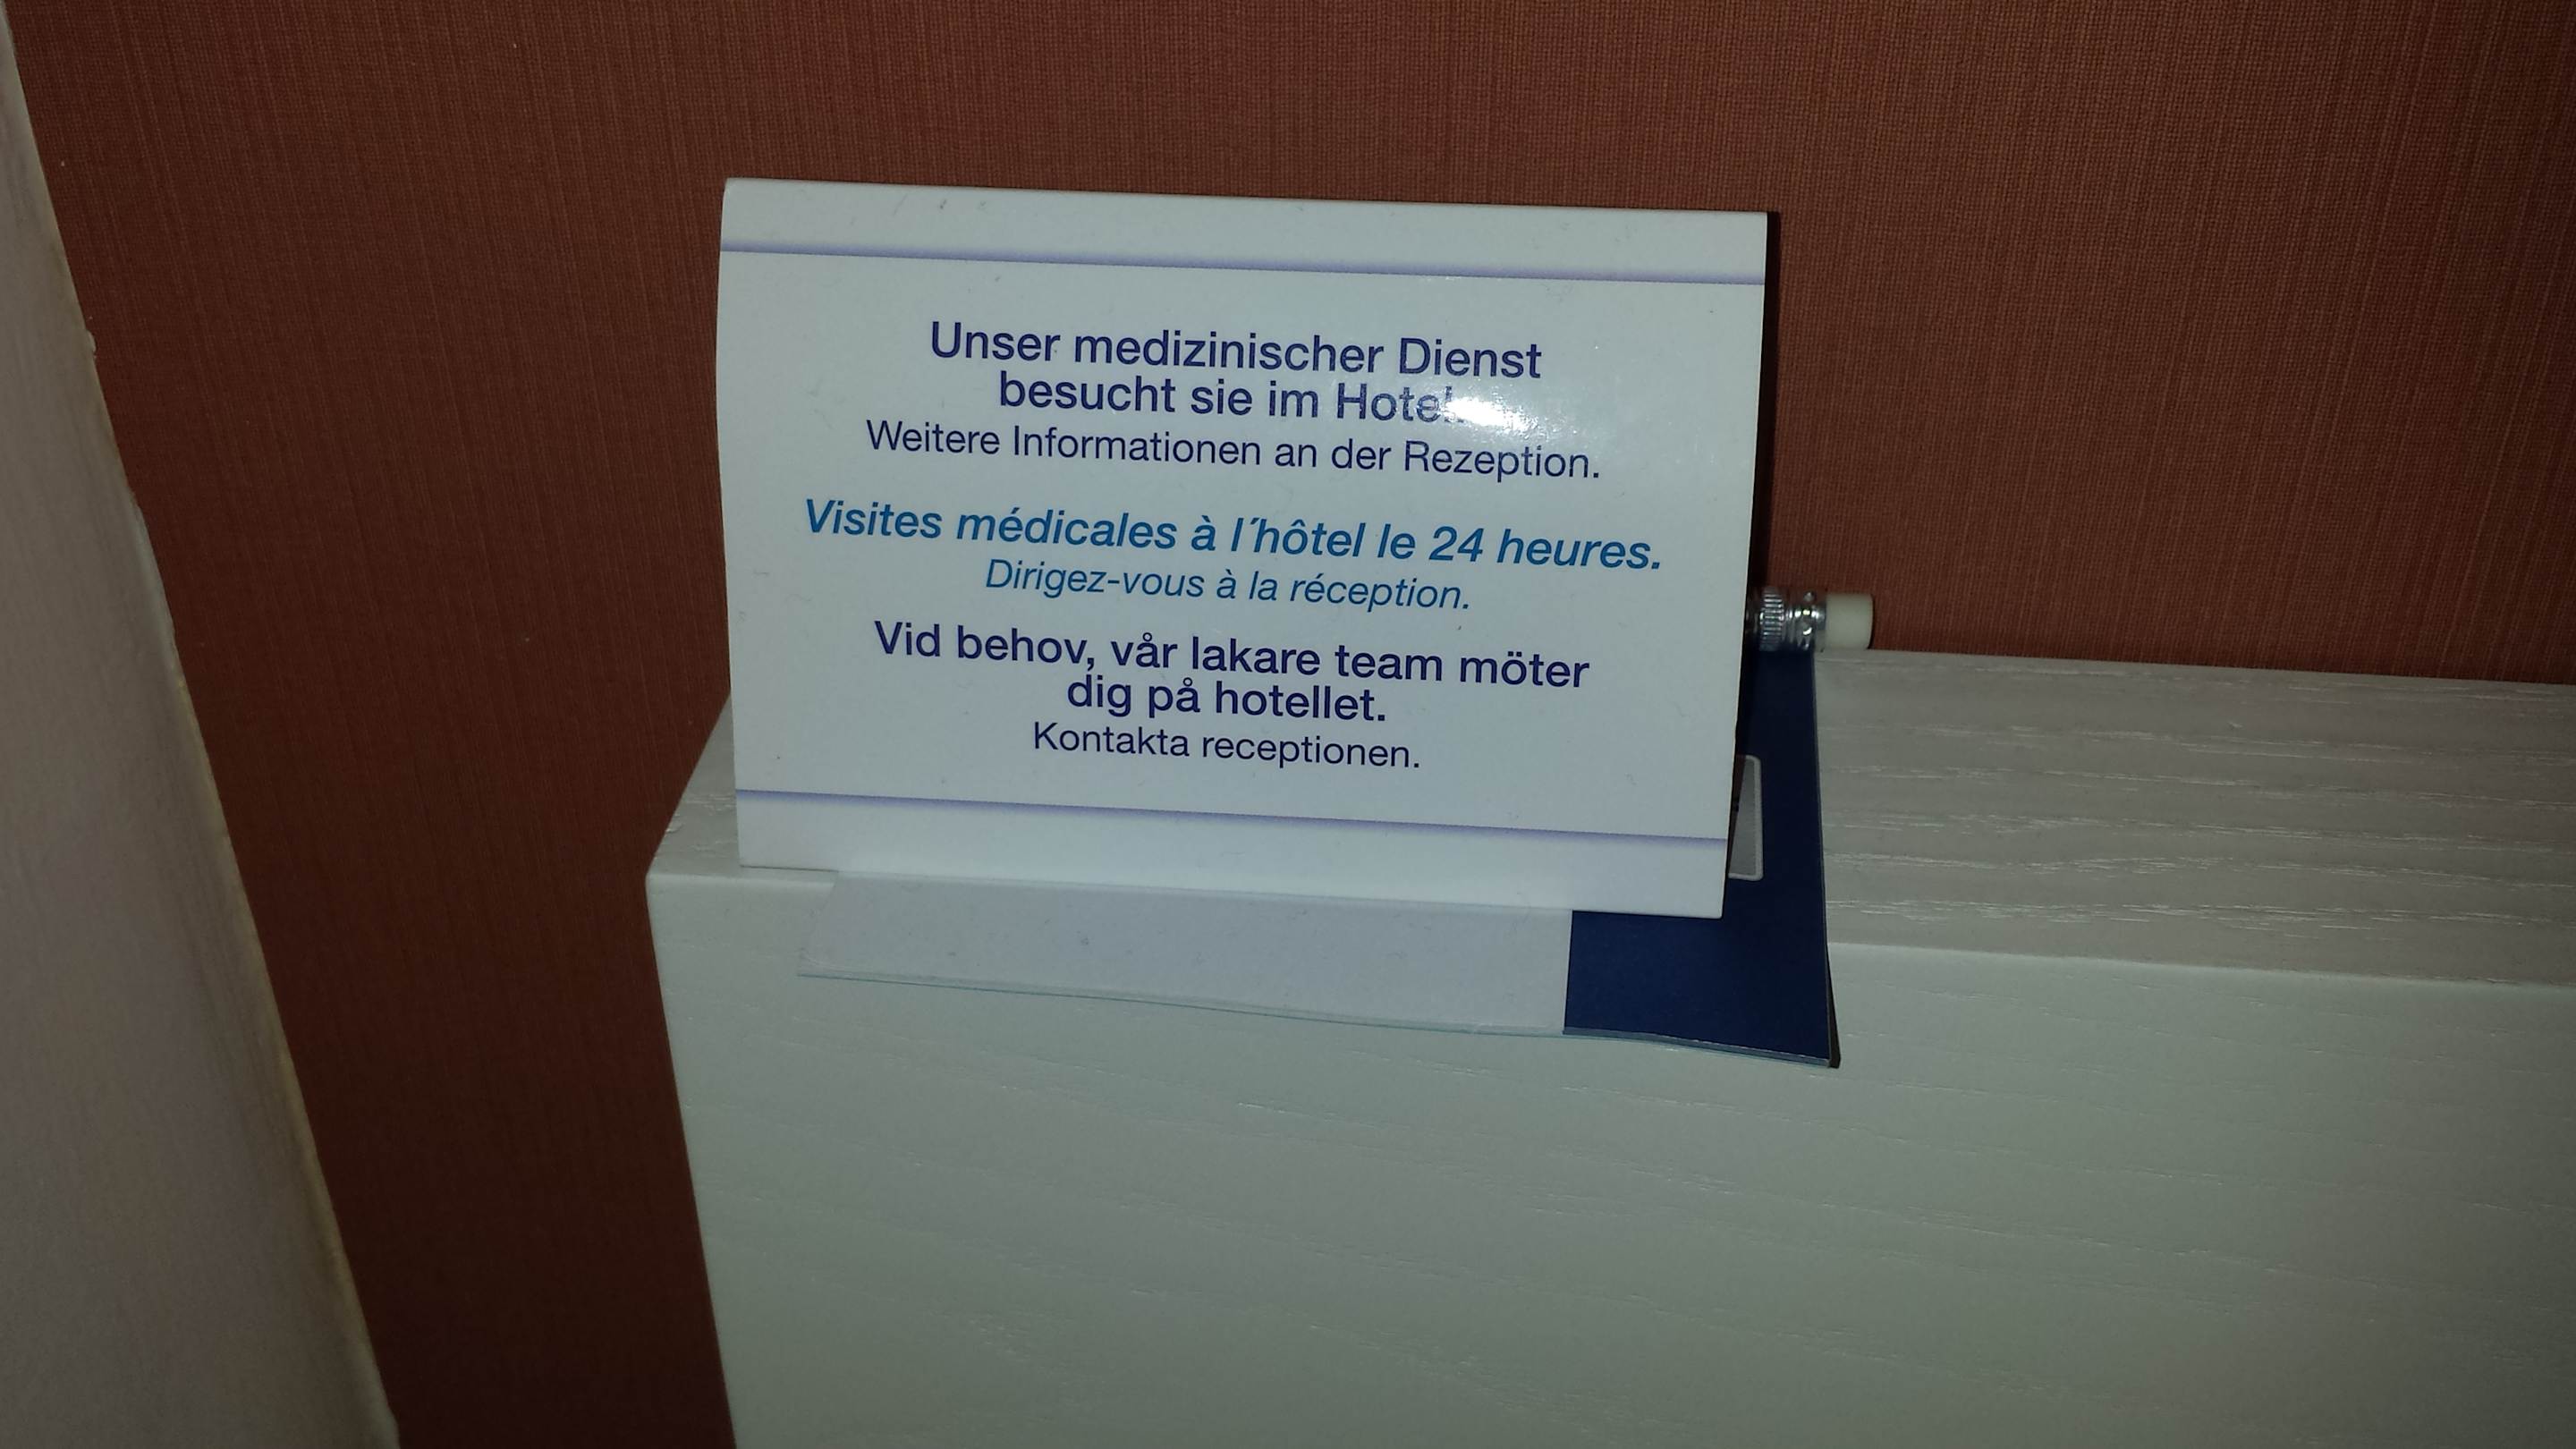 Unser medizinischer Dienst
besucht sie im Hotel.
Weitere Informationen an der Rezeption.
Visites médicales à l´hôtel le 24 heures.
Dirigez-vous à la réception.
Vid behov, vår lakare team möter
dig på hotellet.
Kontakta receptionen.